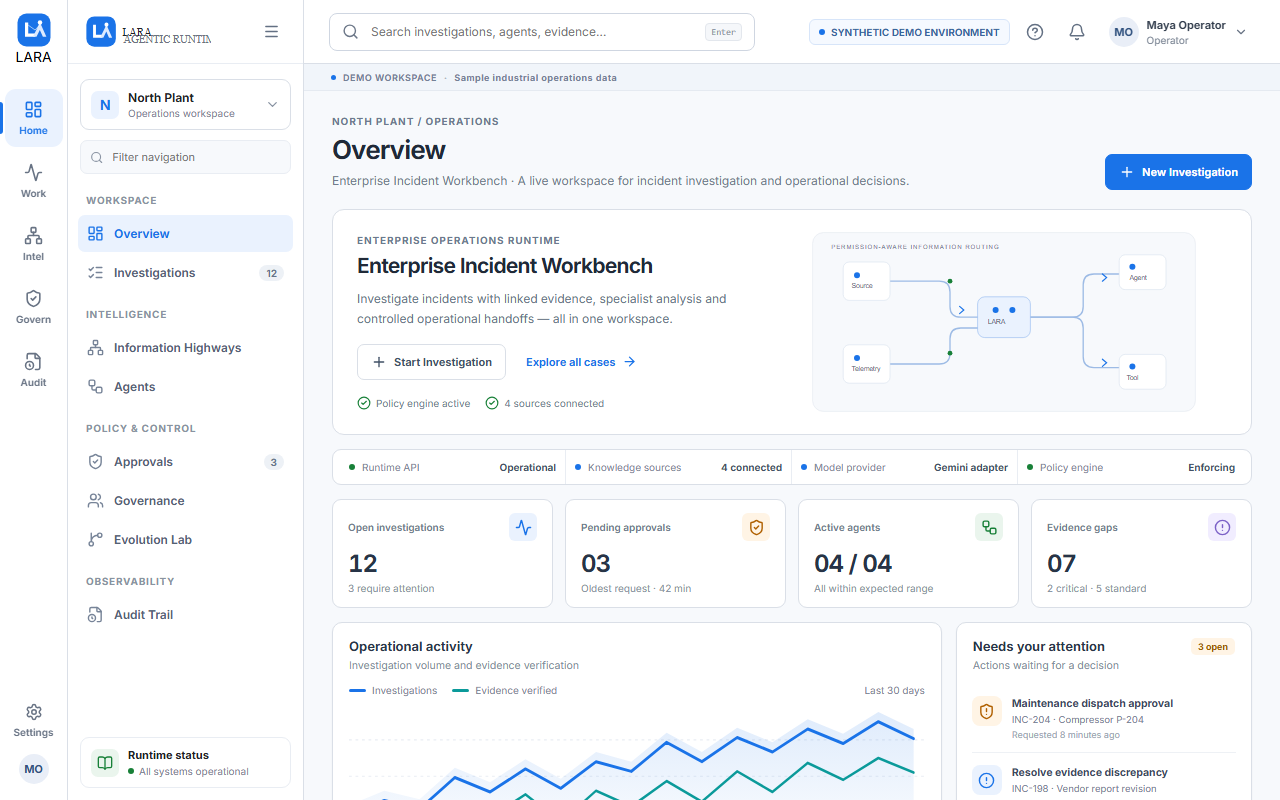 LARA
Home
Work
Intel
Govern
Audit
Settings
MO
LARA
North Plant
Operations workspace
Filter navigation
WORKSPACE
Overview
Investigations 12
INTELLIGENCE
Information Highways
Agents
POLICY & CONTROL
Approvals 3
Governance
Evolution Lab
OBSERVABILITY
Audit Trail
Runtime status
All systems operational
Search investigations, agents, evidence... Enter
SYNTHETIC DEMO ENVIRONMENT
MO
Maya Operator
Operator
DEMO WORKSPACE · Sample industrial operations data
NORTH PLANT / OPERATIONS
Overview
Enterprise Incident Workbench · A live workspace for incident investigation and operational decisions.
New Investigation
ENTERPRISE OPERATIONS RUNTIME
Enterprise Incident Workbench
Investigate incidents with linked evidence, specialist analysis and
controlled operational handoffs — all in one workspace.
Start Investigation
Explore all cases
Policy engine active
4 sources connected
PERMISSION-AWARE INFORMATION ROUTING
Source
Telemetry
LARA
Agent
Tool
Runtime API Operational
Knowledge sources 4 connected
Model provider Gemini adapter
Policy engine Enforcing
Open investigations
12
3 require attention
Pending approvals
03
Oldest request · 42 min
Active agents
04 / 04
All within expected range
Evidence gaps
07
2 critical · 5 standard
Operational activity
Investigation volume and evidence verification
Investigations
Evidence verified
Last 30 days
Needs your attention 3 open
Actions waiting for a decision
Maintenance dispatch approval
INC-204 · Compressor P-204
Requested 8 minutes ago
Resolve evidence discrepancy
INC-198 · Vendor report revision